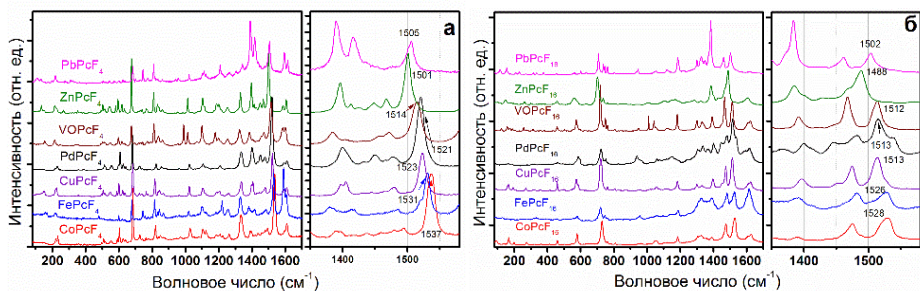 а
PbPcF4
ZnPcF4
VOPcF4
PdPcF4
CuPcF4
FePcF4
CoPcF4
1505
1501
1514
1521
1523
1531
1537
Интенсивность (отн. ед.)
200 400 600 800 1000 1200 1400 1600
1400 1500
Волновое число (см-1)
б
PbPcF16
ZnPcF16
VOPcF16
PdPcF16
CuPcF16
FePcF16
CoPcF16
1502
1488
1512
1513
1513
1526
1528
Интенсивность (отн. ед.)
200 400 600 800 1000 1200 1400 1600
1400 1500
Волновое число (см-1)